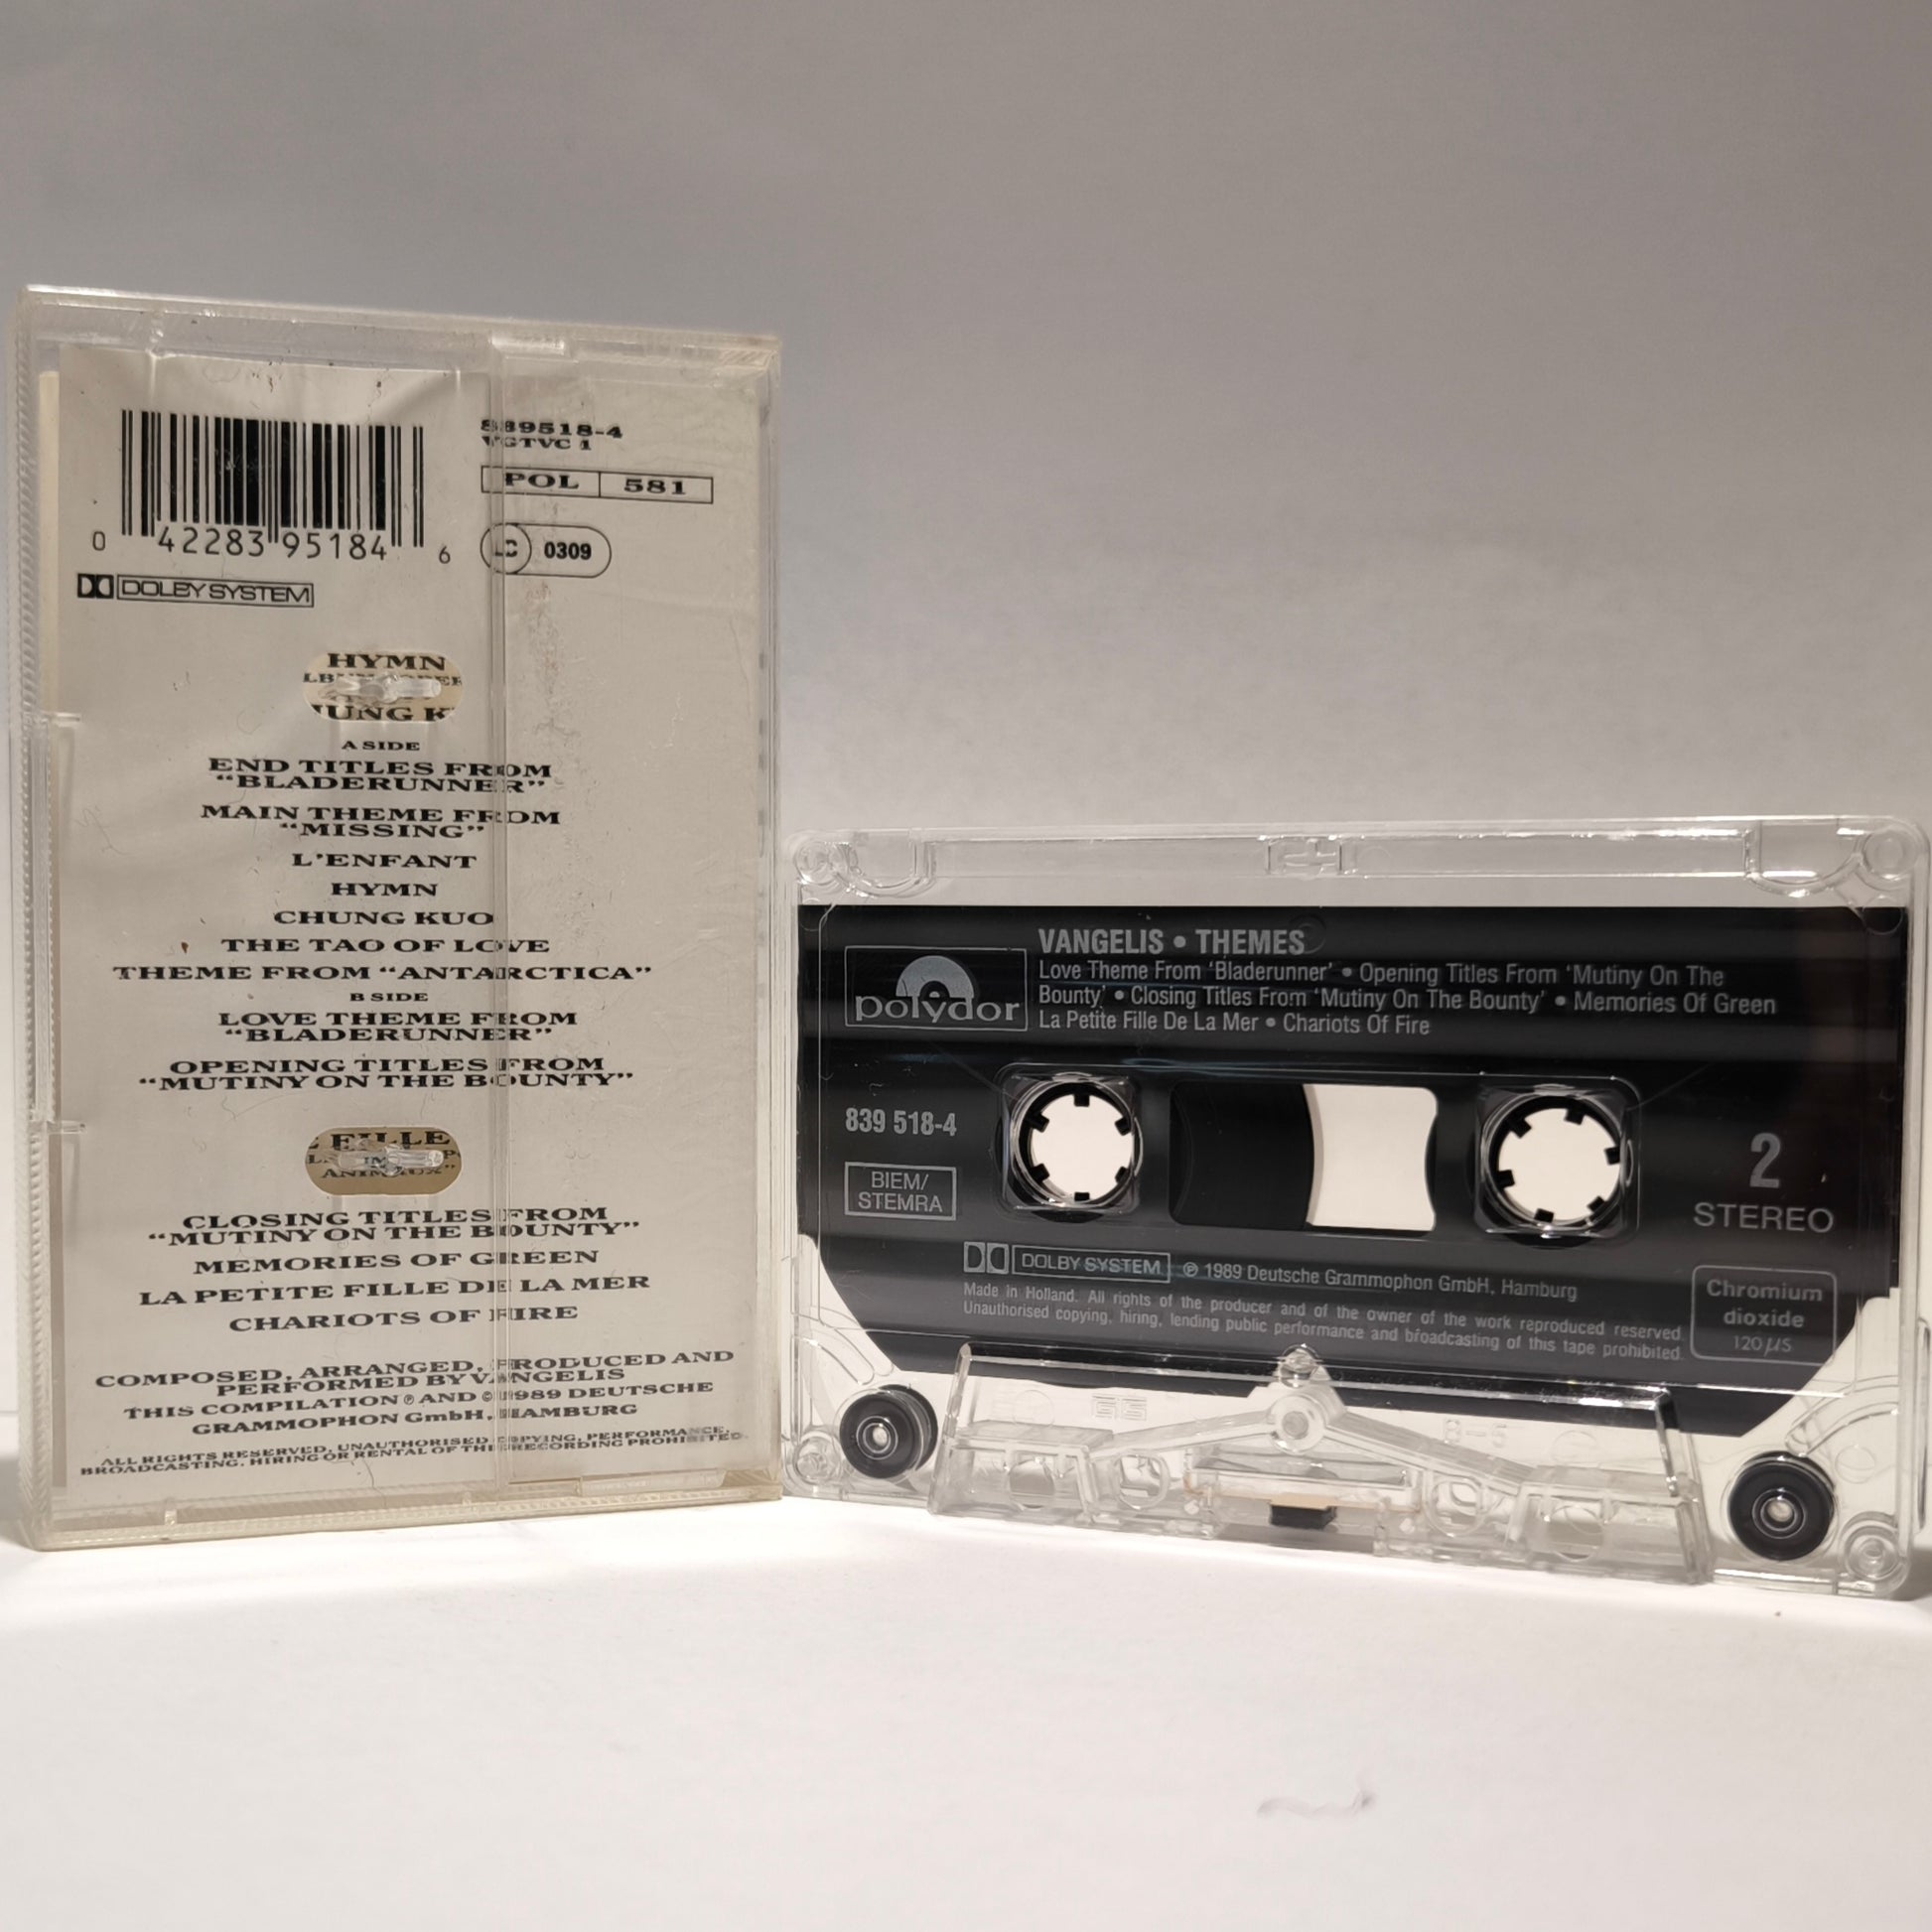 0 42283 95184 6
839518-4
VGTVC 1
POL 581
LC 0309
DOLBY SYSTEM
HYMN
A SIDE
END TITLES FROM
“BLADERUNNER”
MAIN THEME FROM
“MISSING”
L'ENFANT
HYMN
CHUNG KUO
THE TAO OF LOVE
THEME FROM “ANTARCTICA”
B SIDE
LOVE THEME FROM
“BLADERUNNER”
OPENING TITLES FROM
“MUTINY ON THE BOUNTY”
FILLE
CLOSING TITLES FROM
“MUTINY ON THE BOUNTY”
MEMORIES OF GREEN
LA PETITE FILLE DE LA MER
CHARIOTS OF FIRE
COMPOSED, ARRANGED, PRODUCED AND
PERFORMED BY VANGELIS
THIS COMPILATION ℗ AND © 1989 DEUTSCHE
GRAMMOPHON GmbH, HAMBURG
ALL RIGHTS RESERVED. UNAUTHORISED COPYING, PERFORMANCE,
BROADCASTING, HIRING OR RENTAL OF THIS RECORDING PROHIBITED.
polydor
VANGELIS • THEMES
Love Theme From ‘Bladerunner’ • Opening Titles From ‘Mutiny On The
Bounty’ • Closing Titles From ‘Mutiny On The Bounty’ • Memories Of Green
La Petite Fille De La Mer • Chariots Of Fire
839 518-4
BIEM/
STEMRA
2
STEREO
DOLBY SYSTEM ℗ 1989 Deutsche Grammophon GmbH, Hamburg
Made in Holland. All rights of the producer and of the owner of the work reproduced reserved.
Unauthorised copying, hiring, lending public performance and broadcasting of this tape prohibited.
Chromium
dioxide
120 µS